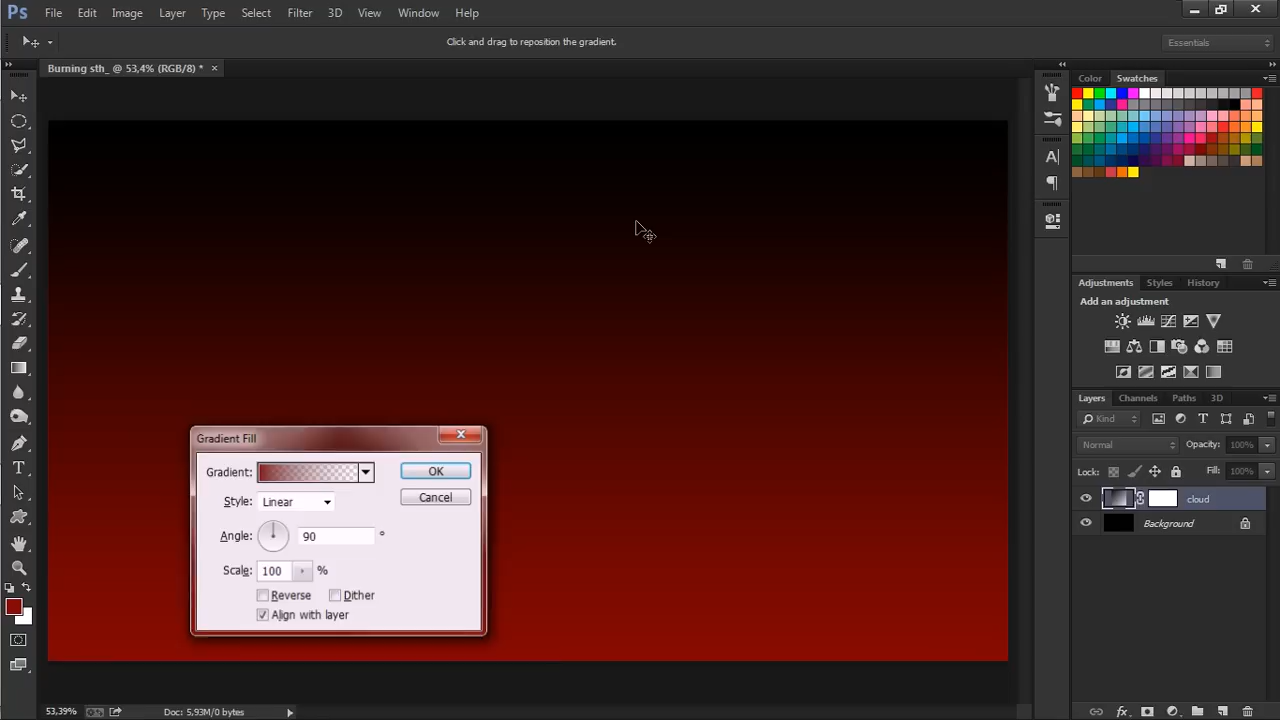 Ps File Edit Image Layer Type Select Filter 3D View Window Help
Click and drag to reposition the gradient.
Essentials
Burning sth_ @ 53,4% (RGB/8) * ×
Color Swatches
Adjustments Styles History
Add an adjustment
Layers Channels Paths 3D
Kind
Normal Opacity: 100%
Lock: Fill: 100%
cloud
Background
Gradient Fill
Gradient: OK
Style: Linear Cancel
Angle: 90 °
Scale: 100 %
Reverse Dither
Align with layer
53,39% Doc: 5,93M/0 bytes